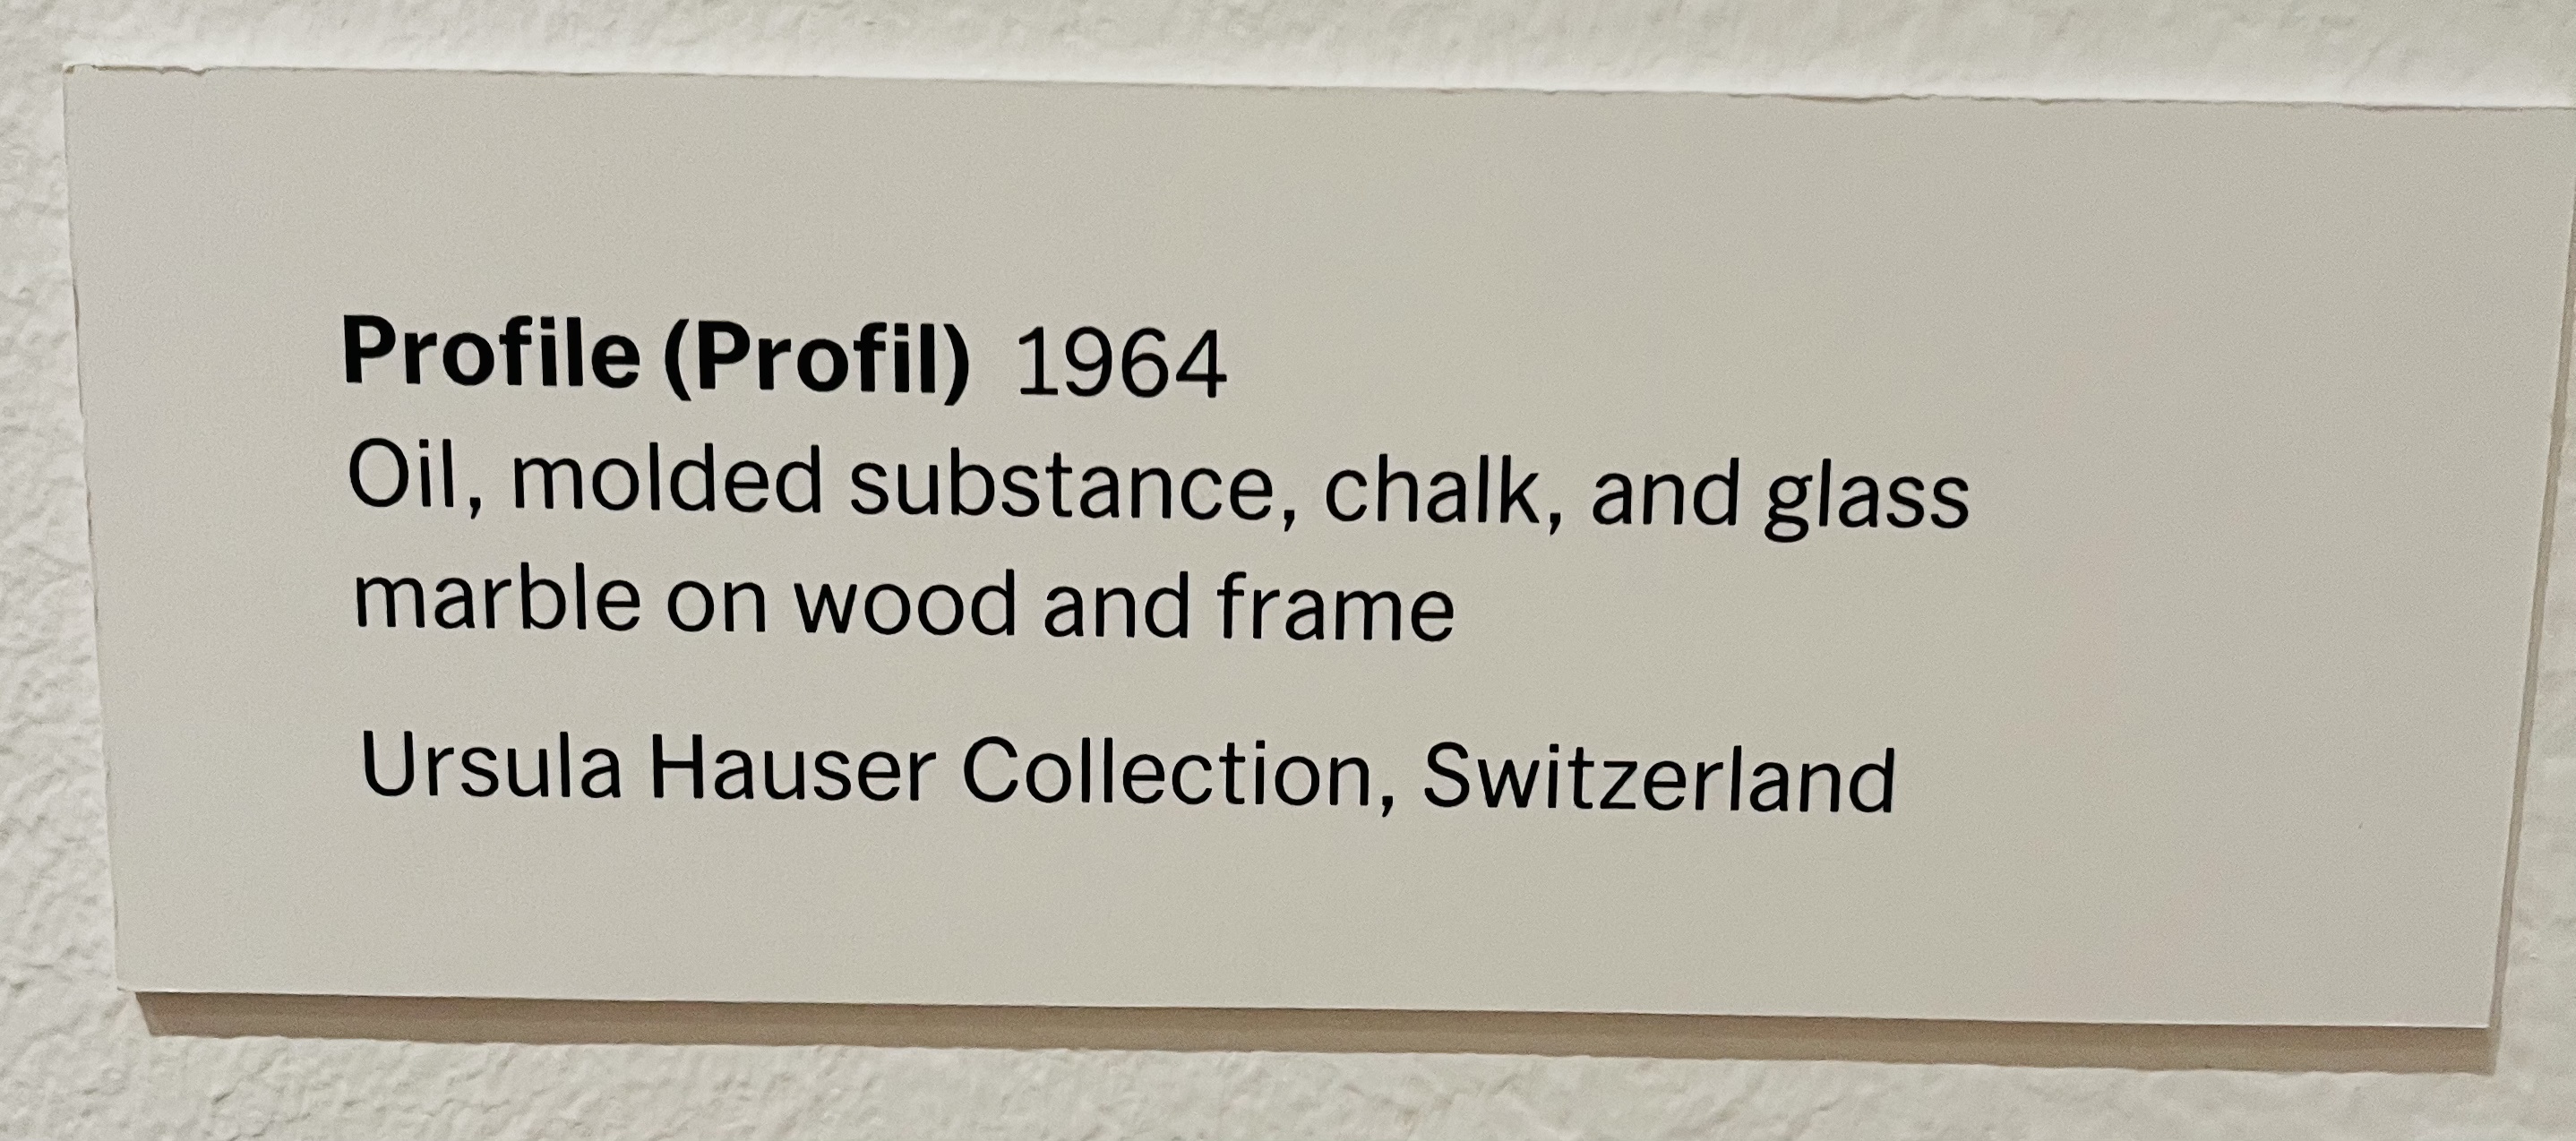 Profile (Profil) 1964
Oil, molded substance, chalk, and glass
marble on wood and frame
Ursula Hauser Collection, Switzerland